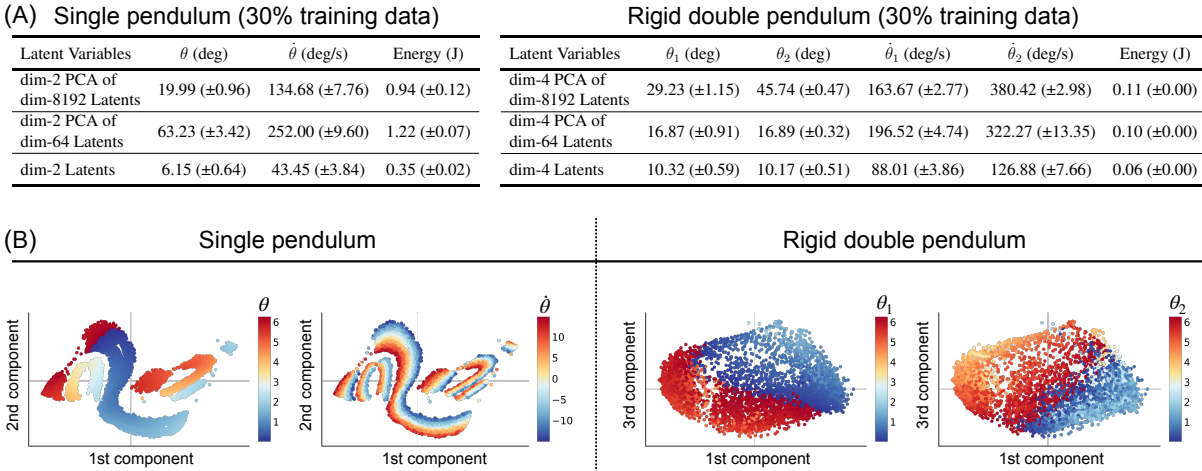 (A) Single pendulum (30% training data)
Latent Variables θ (deg) θ̇ (deg/s) Energy (J)
dim-2 PCA of
dim-8192 Latents 19.99 (±0.96) 134.68 (±7.76) 0.94 (±0.12)
dim-2 PCA of
dim-64 Latents 63.23 (±3.42) 252.00 (±9.60) 1.22 (±0.07)
dim-2 Latents 6.15 (±0.64) 43.45 (±3.84) 0.35 (±0.02)
Rigid double pendulum (30% training data)
Latent Variables θ₁ (deg) θ₂ (deg) θ̇₁ (deg/s) θ̇₂ (deg/s) Energy (J)
dim-4 PCA of
dim-8192 Latents 29.23 (±1.15) 45.74 (±0.47) 163.67 (±2.77) 380.42 (±2.98) 0.11 (±0.00)
dim-4 PCA of
dim-64 Latents 16.87 (±0.91) 16.89 (±0.32) 196.52 (±4.74) 322.27 (±13.35) 0.10 (±0.00)
dim-4 Latents 10.32 (±0.59) 10.17 (±0.51) 88.01 (±3.86) 126.88 (±7.66) 0.06 (±0.00)
(B) Single pendulum
Rigid double pendulum
2nd component
1st component
θ
6
5
4
3
2
1
2nd component
1st component
θ̇
10
5
0
−5
−10
3rd component
1st component
θ₁
6
5
4
3
2
1
3rd component
1st component
θ₂
6
5
4
3
2
1